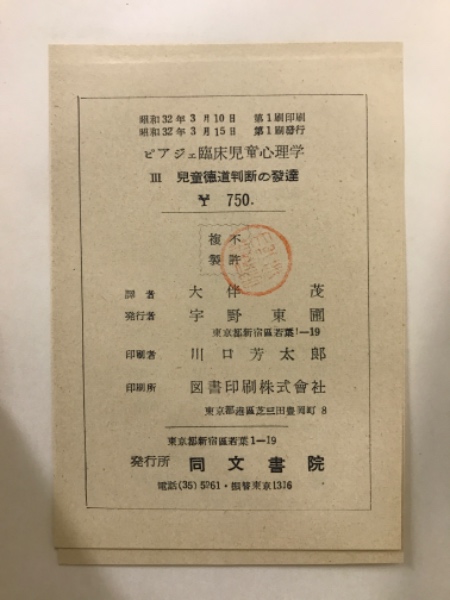 昭和32年3月10日 第1刷印刷
昭和32年3月15日 第1刷發行
ピアジェ臨床児童心理学
III 兒童徳道判断の發達
¥ 750.
不許
複製
譯者 大伴茂
発行者 宇野東圃
東京都新宿區若葉1—19
印刷者 川口芳太郎
印刷所 図書印刷株式會社
東京都港區芝三田豊岡町8
東京都新宿區若葉1—19
発行所 同文書院
電話(35)5961・振替東京1316